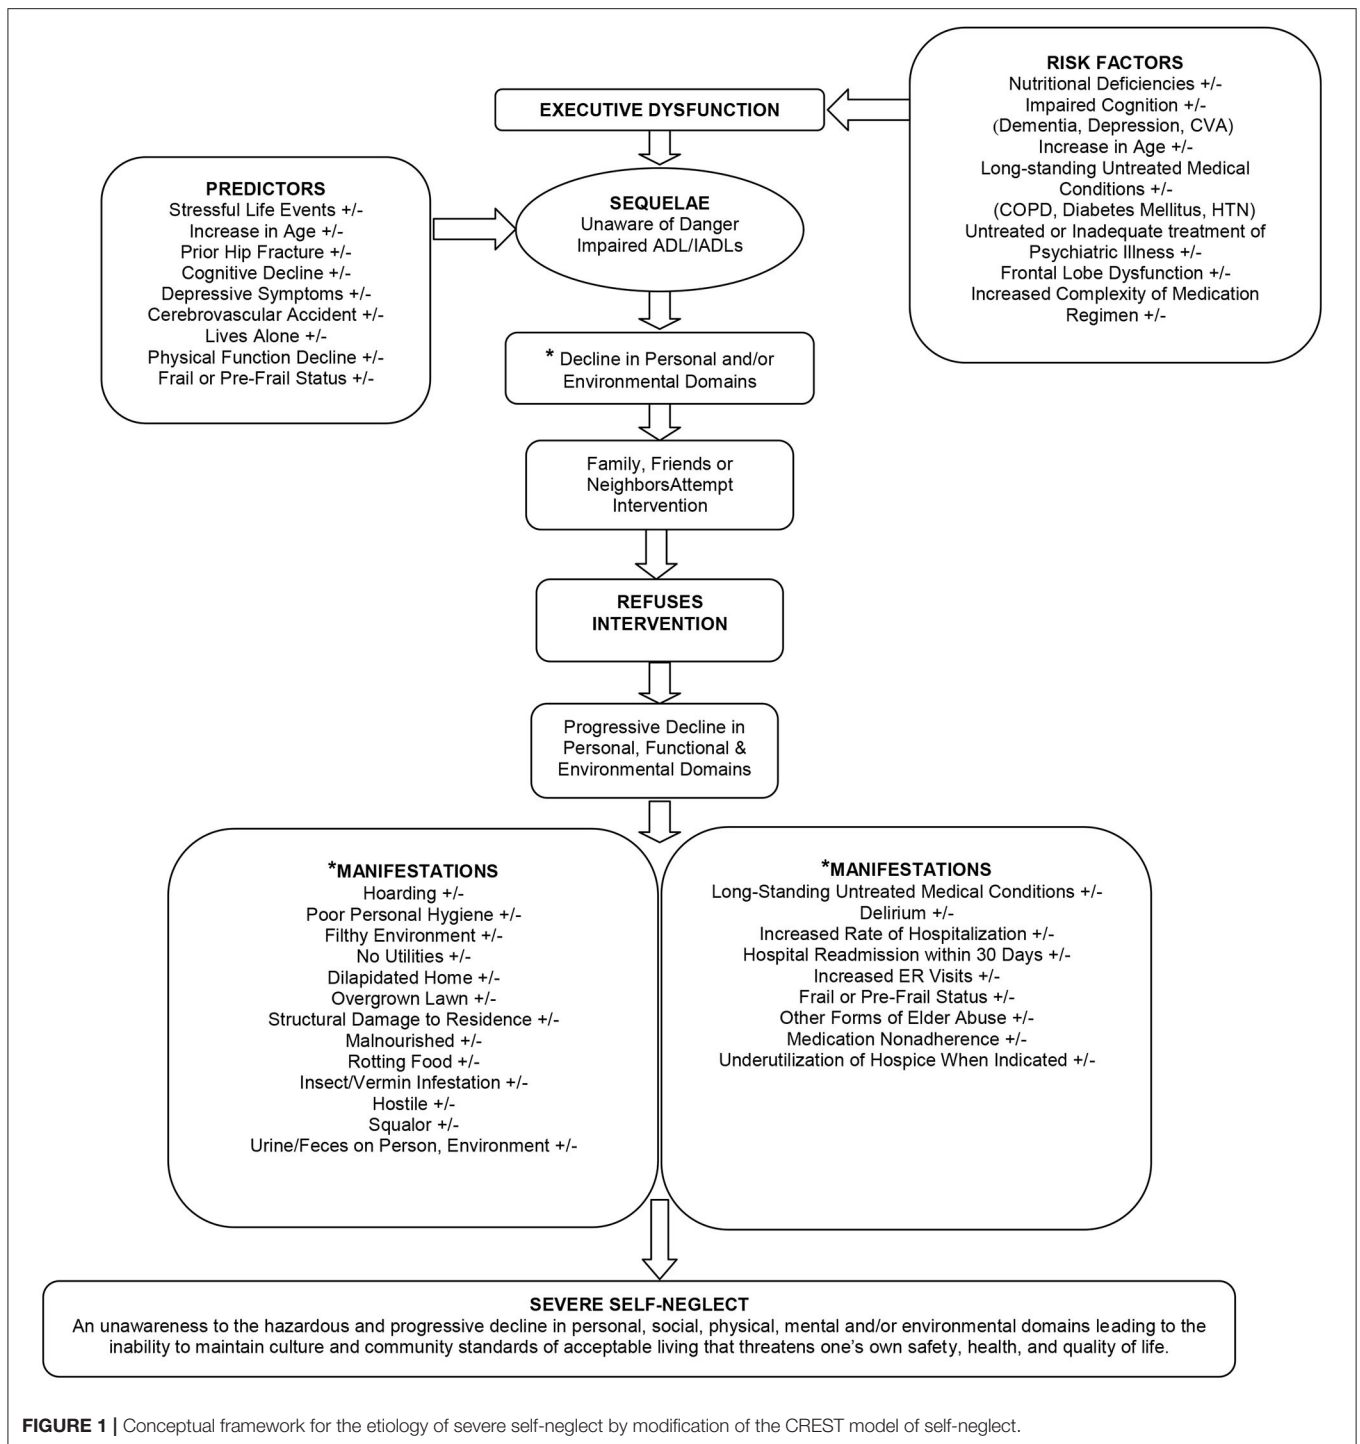 RISK FACTORS
Nutritional Deficiencies +/-
Impaired Cognition +/-
(Dementia, Depression, CVA)
Increase in Age +/-
Long-standing Untreated Medical
Conditions +/-
(COPD, Diabetes Mellitus, HTN)
Untreated or Inadequate treatment of
Psychiatric Illness +/-
Frontal Lobe Dysfunction +/-
Increased Complexity of Medication
Regimen +/-
EXECUTIVE DYSFUNCTION
PREDICTORS
Stressful Life Events +/-
Increase in Age +/-
Prior Hip Fracture +/-
Cognitive Decline +/-
Depressive Symptoms +/-
Cerebrovascular Accident +/-
Lives Alone +/-
Physical Function Decline +/-
Frail or Pre-Frail Status +/-
SEQUELAE
Unaware of Danger
Impaired ADL/IADLs
* Decline in Personal and/or
Environmental Domains
Family, Friends or
NeighborsAttempt
Intervention
REFUSES
INTERVENTION
Progressive Decline in
Personal, Functional &
Environmental Domains
*MANIFESTATIONS
Hoarding +/-
Poor Personal Hygiene +/-
Filthy Environment +/-
No Utilities +/-
Dilapidated Home +/-
Overgrown Lawn +/-
Structural Damage to Residence +/-
Malnourished +/-
Rotting Food +/-
Insect/Vermin Infestation +/-
Hostile +/-
Squalor +/-
Urine/Feces on Person, Environment +/-
*MANIFESTATIONS
Long-Standing Untreated Medical Conditions +/-
Delirium +/-
Increased Rate of Hospitalization +/-
Hospital Readmission within 30 Days +/-
Increased ER Visits +/-
Frail or Pre-Frail Status +/-
Other Forms of Elder Abuse +/-
Medication Nonadherence +/-
Underutilization of Hospice When Indicated +/-
SEVERE SELF-NEGLECT
An unawareness to the hazardous and progressive decline in personal, social, physical, mental and/or environmental domains leading to the
inability to maintain culture and community standards of acceptable living that threatens one's own safety, health, and quality of life.
FIGURE 1 | Conceptual framework for the etiology of severe self-neglect by modification of the CREST model of self-neglect.